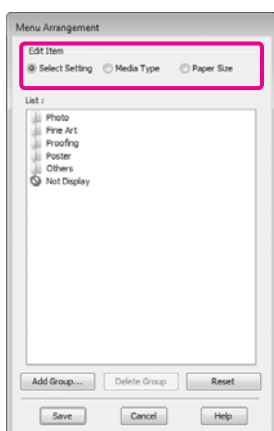 Menu Arrangement
Edit Item
Select Setting Media Type Paper Size
List :
Photo
Fine Art
Proofing
Poster
Others
Not Display
Add Group... Delete Group Reset
Save Cancel Help